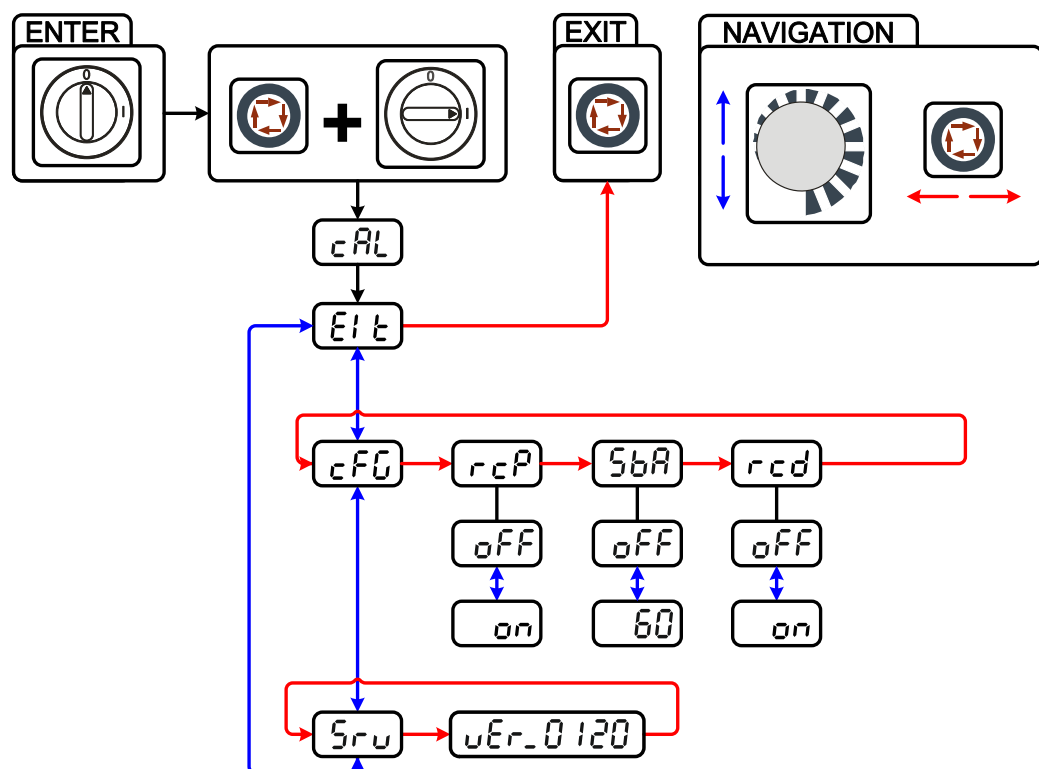 ENTER
EXIT
NAVIGATION
0
I
0
I
cAL
EIt
cFG
rcP
SbA
rcd
oFF
oFF
oFF
on
60
on
Sru
uEr_0120